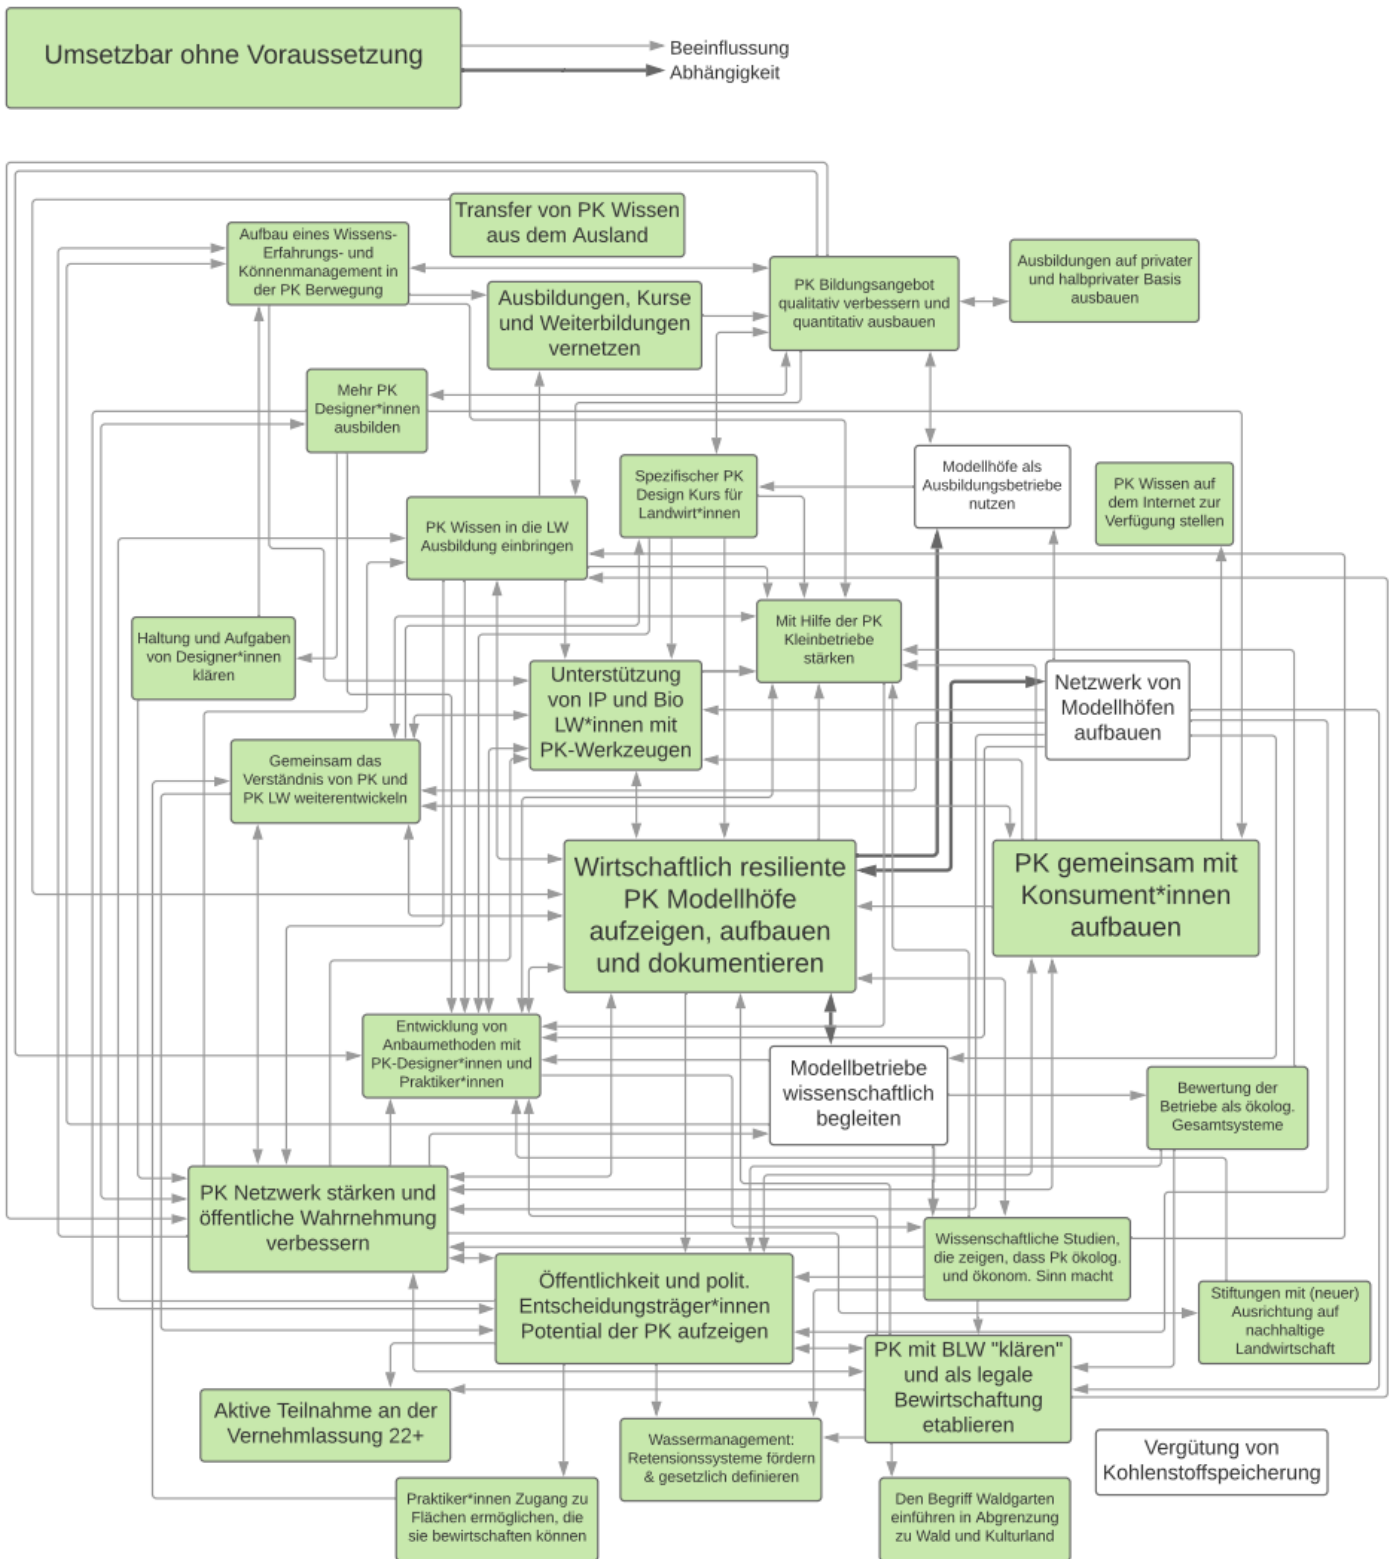 Umsetzbar ohne Voraussetzung
Beeinflussung
Abhängigkeit
Transfer von PK Wissen
aus dem Ausland
Aufbau eines Wissens-
Erfahrungs- und
Könnenmanagement in
der PK Berwegung
Ausbildungen, Kurse
und Weiterbildungen
vernetzen
PK Bildungsangebot
qualitativ verbessern und
quantitativ ausbauen
Ausbildungen auf privater
und halbprivater Basis
ausbauen
Mehr PK
Designer*innen
ausbilden
Spezifischer PK
Design Kurs für
Landwirt*innen
Modellhöfe als
Ausbildungsbetriebe
nutzen
PK Wissen auf
dem Internet zur
Verfügung stellen
PK Wissen in die LW
Ausbildung einbringen
Haltung und Aufgaben
von Designer*innen
klären
Mit Hilfe der PK
Kleinbetriebe
stärken
Unterstützung
von IP und Bio
LW*innen mit
PK-Werkzeugen
Netzwerk von
Modellhöfen
aufbauen
Gemeinsam das
Verständnis von PK und
PK LW weiterentwickeln
Wirtschaftlich resiliente
PK Modellhöfe
aufzeigen, aufbauen
und dokumentieren
PK gemeinsam mit
Konsument*innen
aufbauen
Entwicklung von
Anbaumethoden mit
PK-Designer*innen und
Praktiker*innen
Modellbetriebe
wissenschaftlich
begleiten
Bewertung der
Betriebe als ökolog.
Gesamtsysteme
PK Netzwerk stärken und
öffentliche Wahrnehmung
verbessern
Wissenschaftliche Studien,
die zeigen, dass Pk ökolog.
und ökonom. Sinn macht
Öffentlichkeit und polit.
Entscheidungsträger*innen
Potential der PK aufzeigen
Stiftungen mit (neuer)
Ausrichtung auf
nachhaltige
Landwirtschaft
PK mit BLW "klären"
und als legale
Bewirtschaftung
etablieren
Aktive Teilnahme an der
Vernehmlassung 22+
Wassermanagement:
Retensionssysteme fördern
& gesetzlich definieren
Vergütung von
Kohlenstoffspeicherung
Praktiker*innen Zugang zu
Flächen ermöglichen, die
sie bewirtschaften können
Den Begriff Waldgarten
einführen in Abgrenzung
zu Wald und Kulturland